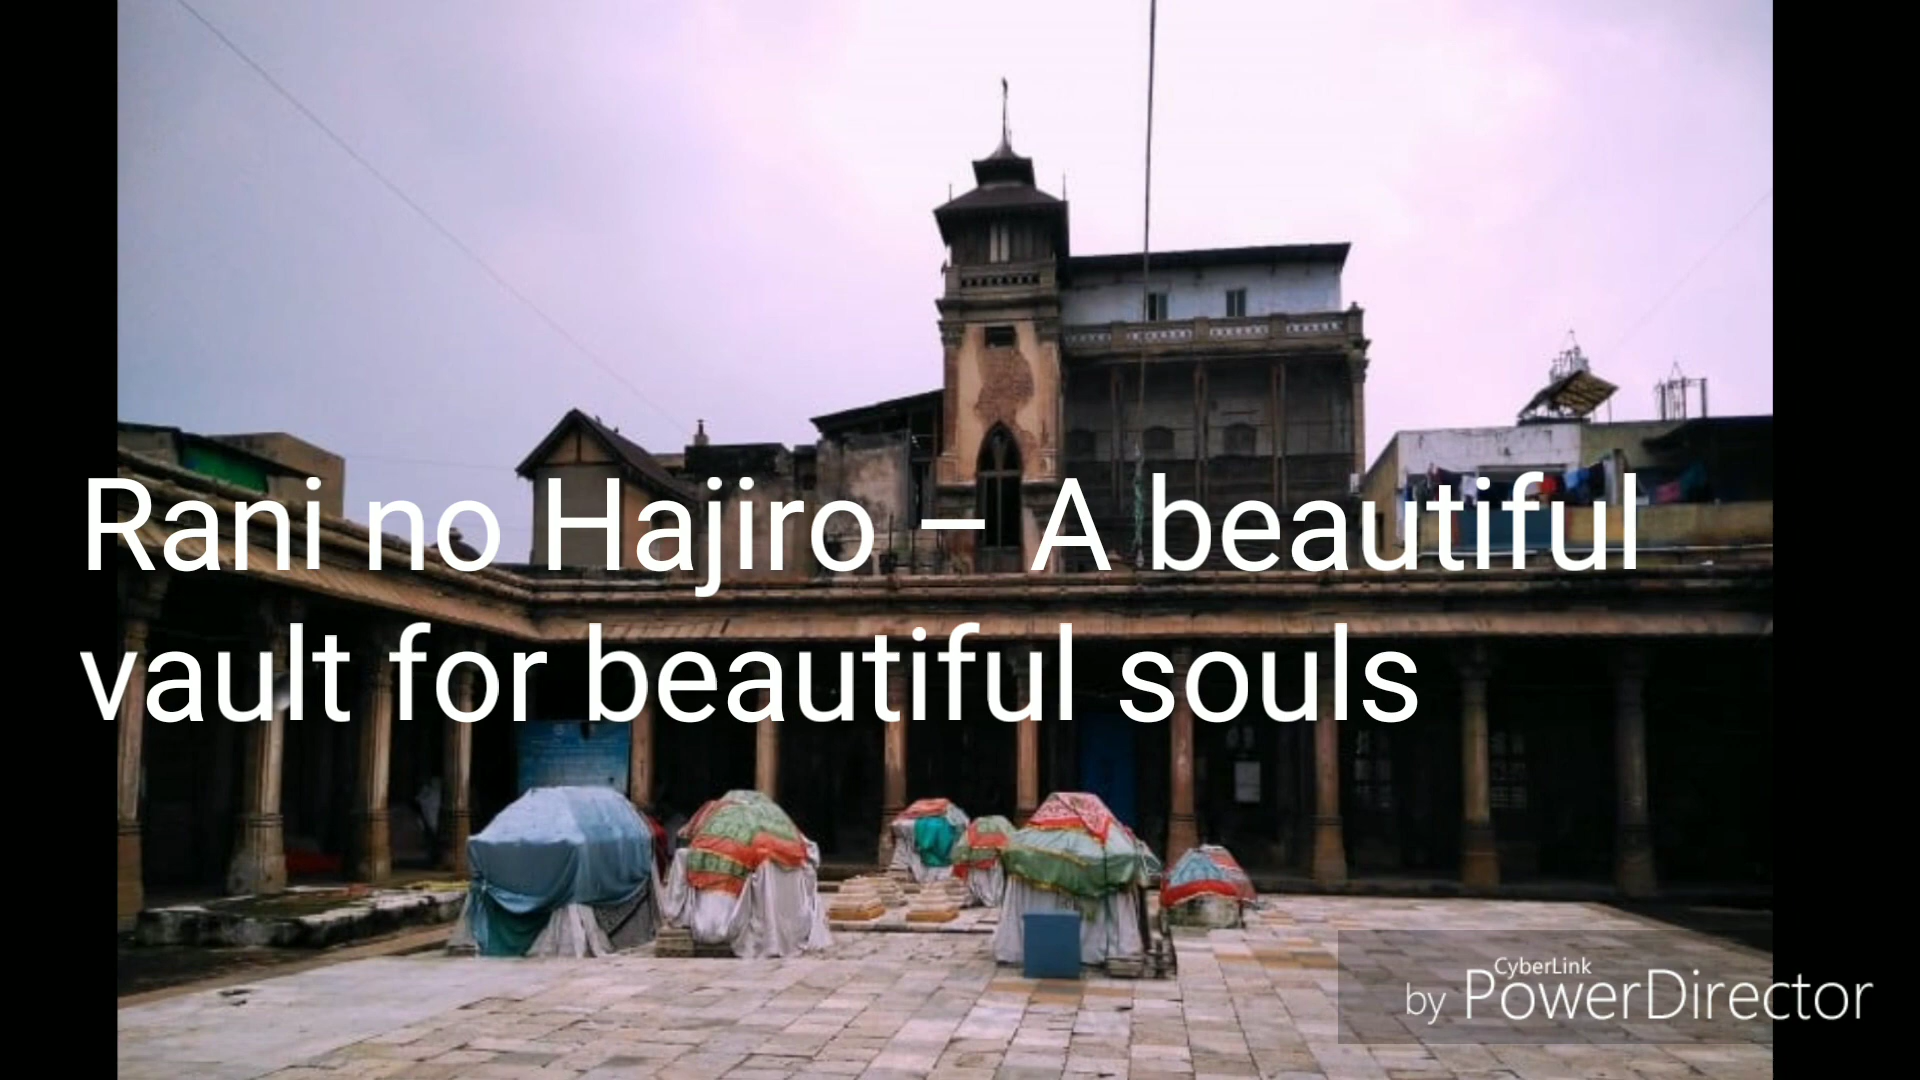 Rani no Hajiro – A beautiful
vault for beautiful souls
CyberLink
by PowerDirector